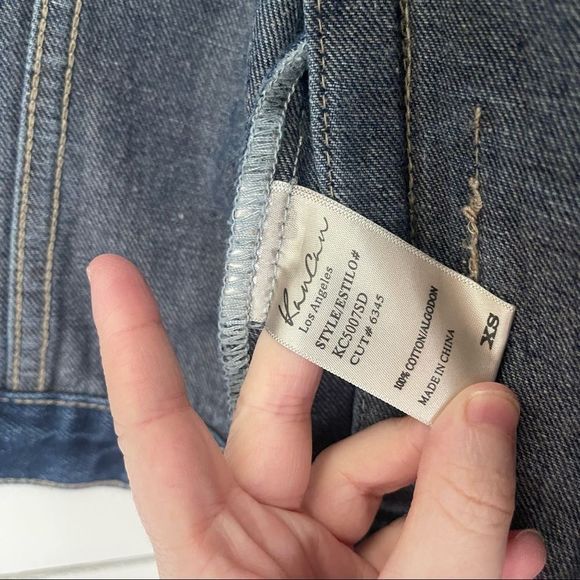 KanCan
Los Angeles
STYLE/ESTILO#
KC5007SD
CUT# 6345
100% COTTON/ALGODON
MADE IN CHINA
XS